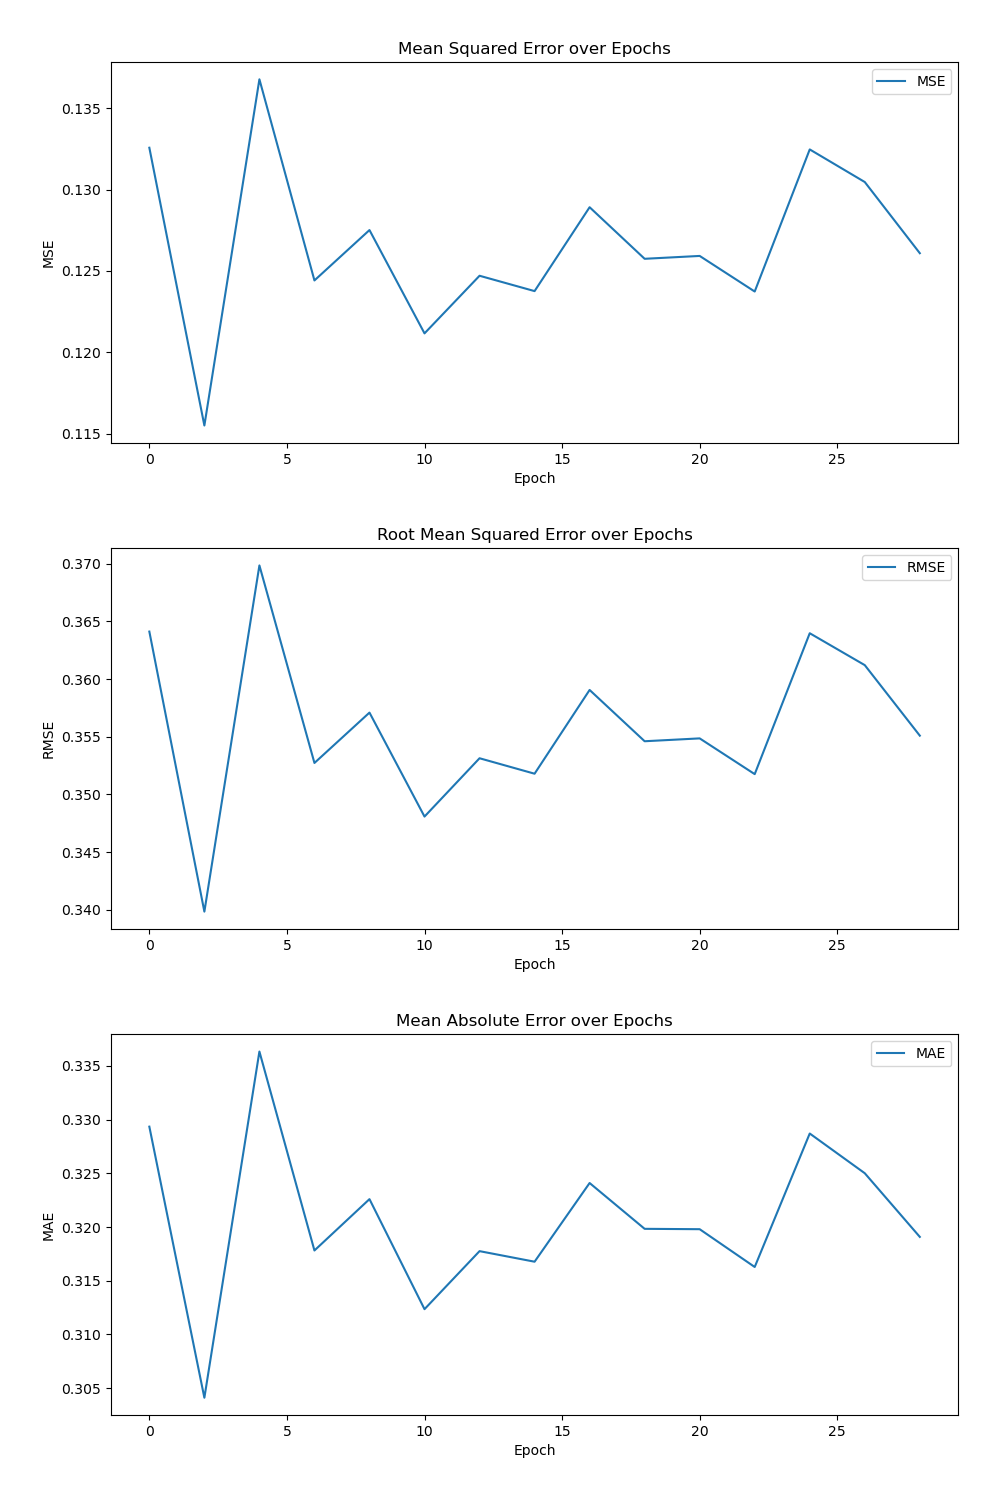 Mean Squared Error over Epochs
MSE
0.135
0.130
0.125
0.120
0.115
MSE
0 5 10 15 20 25
Epoch
Root Mean Squared Error over Epochs
RMSE
0.370
0.365
0.360
0.355
0.350
0.345
0.340
RMSE
0 5 10 15 20 25
Epoch
Mean Absolute Error over Epochs
MAE
0.335
0.330
0.325
0.320
0.315
0.310
0.305
MAE
0 5 10 15 20 25
Epoch